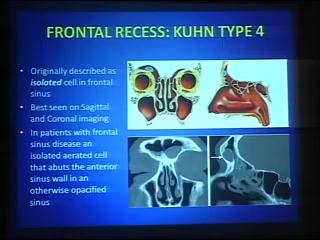 FRONTAL RECESS: KUHN TYPE 4
• Originally described as
isolated cell in frontal
sinus
• Best seen on Sagittal
and Coronal imaging
• In patients with frontal
sinus disease an
isolated aerated cell
that abuts the anterior
sinus wall in an
otherwise opacified
sinus